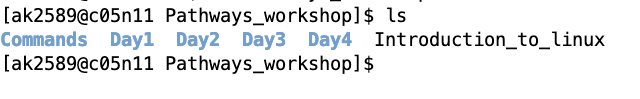 [ak2589@c05n11 Pathways_workshop]$ ls
Commands Day1 Day2 Day3 Day4 Introduction_to_linux
[ak2589@c05n11 Pathways_workshop]$